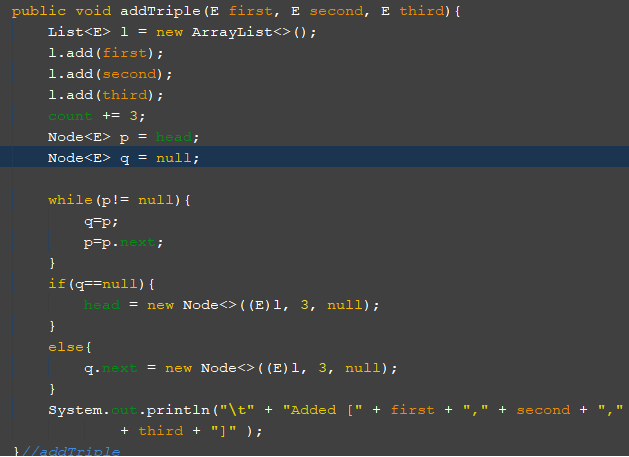 public void addTriple(E first, E second, E third){
List<E> l = new ArrayList<>();
l.add(first);
l.add(second);
l.add(third);
count += 3;
Node<E> p = head;
Node<E> q = null;
while(p!= null){
q=p;
p=p.next;
}
if(q==null){
head = new Node<>((E)l, 3, null);
}
else{
q.next = new Node<>((E)l, 3, null);
}
System.out.println("\t" + "Added [" + first + "," + second + ","
+ third + "]" );
}//addTriple